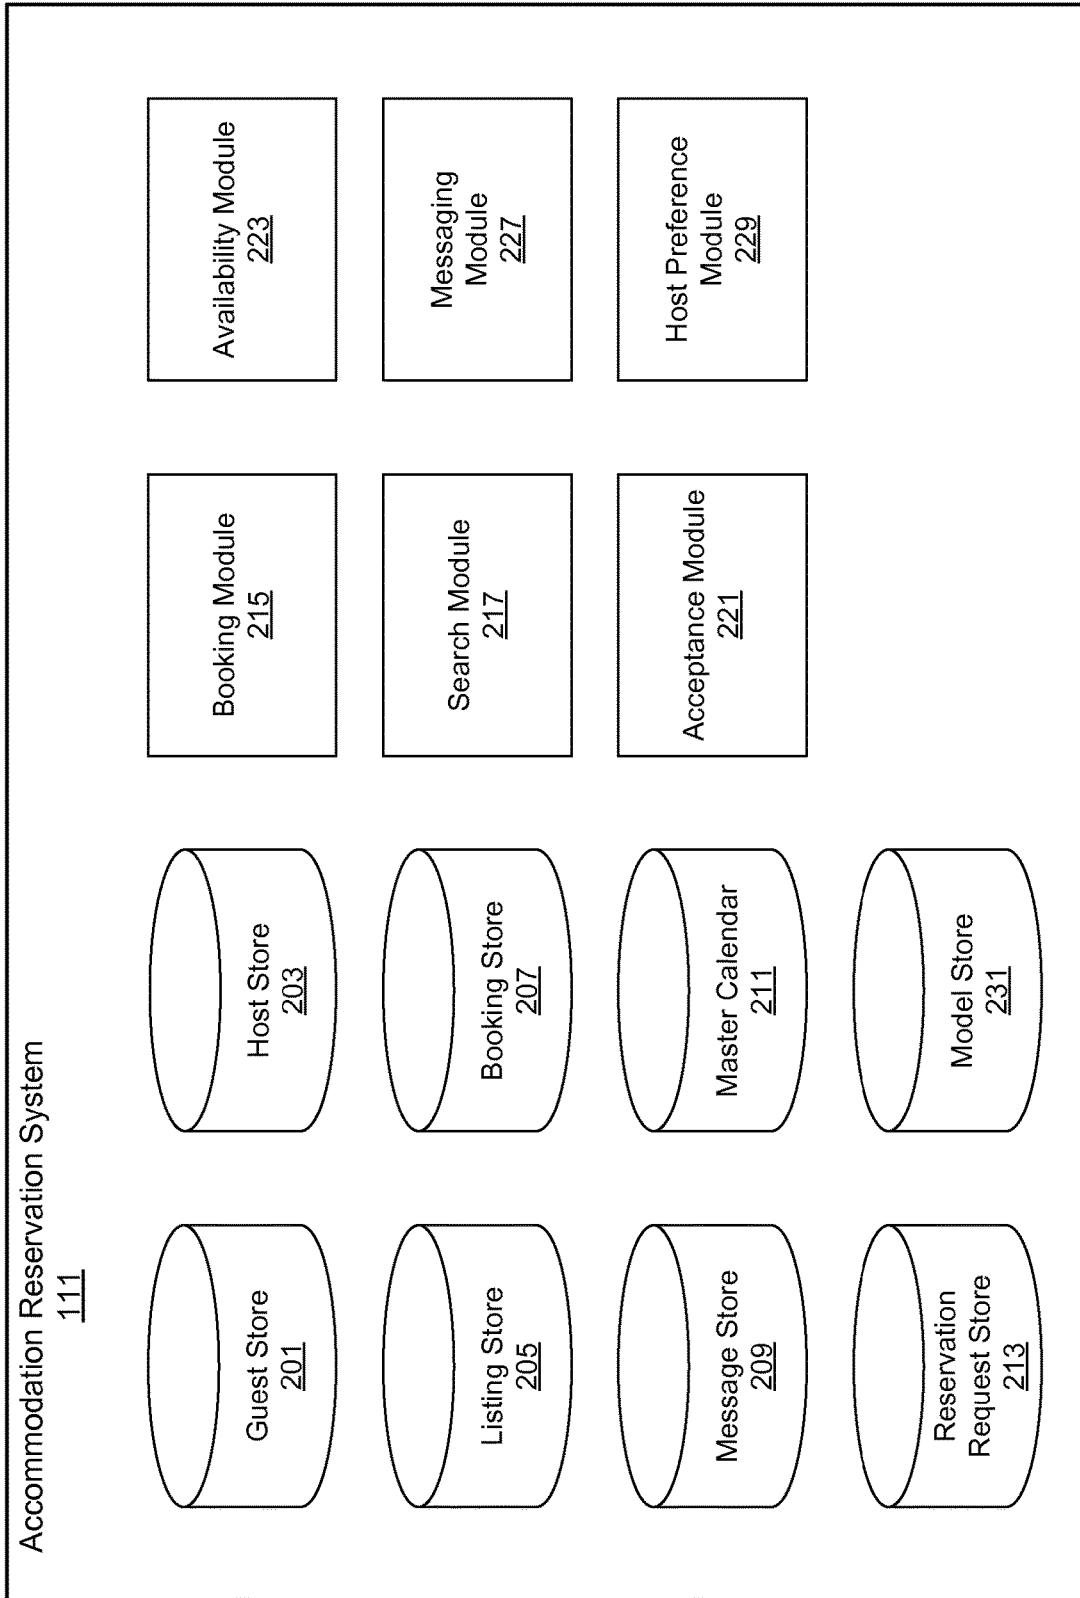 Accommodation Reservation System
111
Guest Store
201
Host Store
203
Booking Module
215
Availability Module
223
Listing Store
205
Booking Store
207
Search Module
217
Messaging
Module
227
Message Store
209
Master Calendar
211
Acceptance Module
221
Host Preference
Module
229
Reservation
Request Store
213
Model Store
231